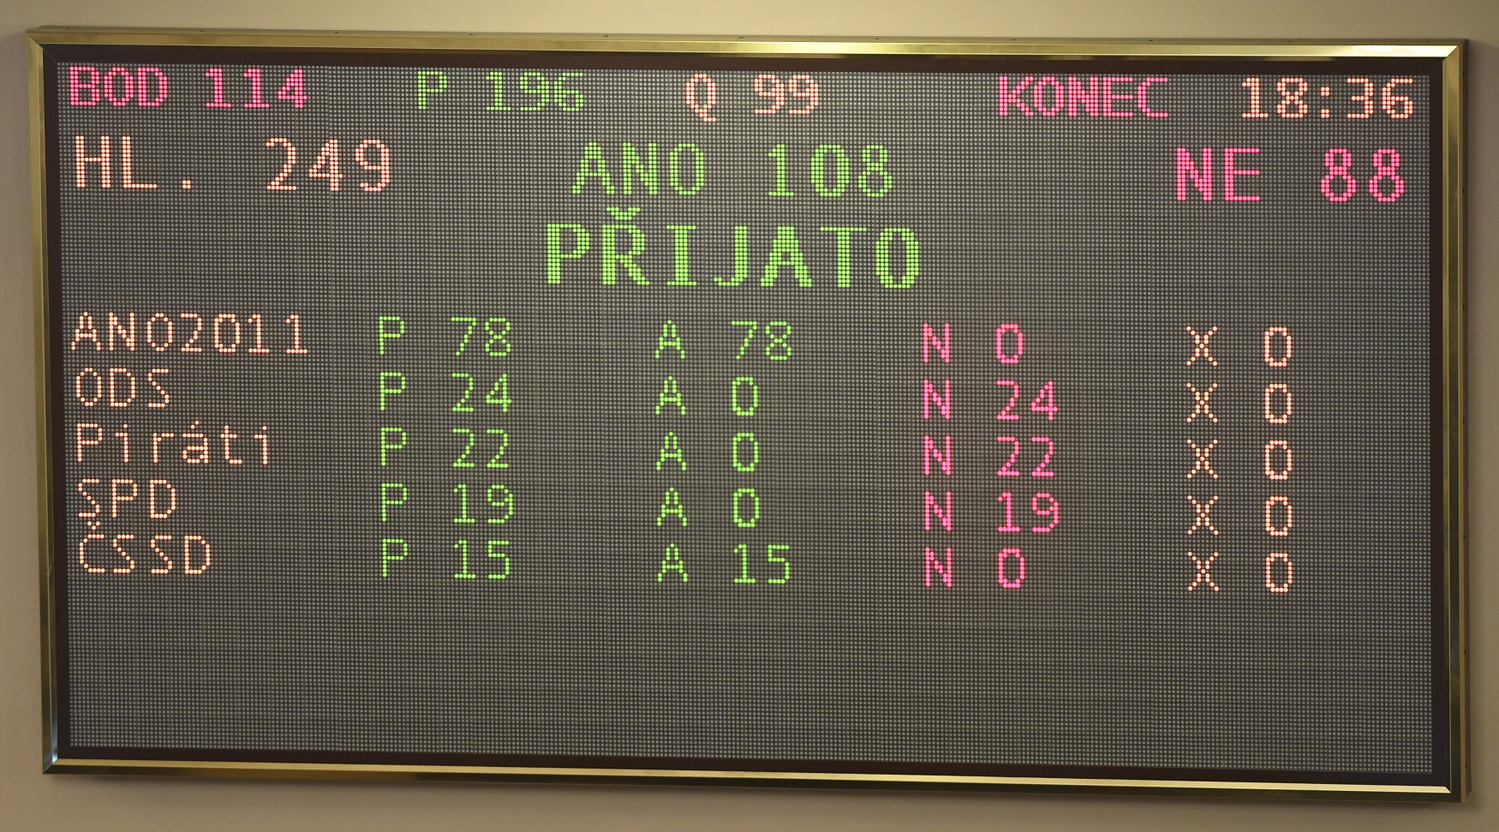 BOD 114 P 196 Q 99 KONEC 18:36
HL. 249 ANO 108 NE 88
PŘIJATO
ANO2011 P 78 A 78 N 0 X 0
ODS P 24 A 0 N 24 X 0
Piráti P 22 A 0 N 22 X 0
SPD P 19 A 0 N 19 X 0
ČSSD P 15 A 15 N 0 X 0